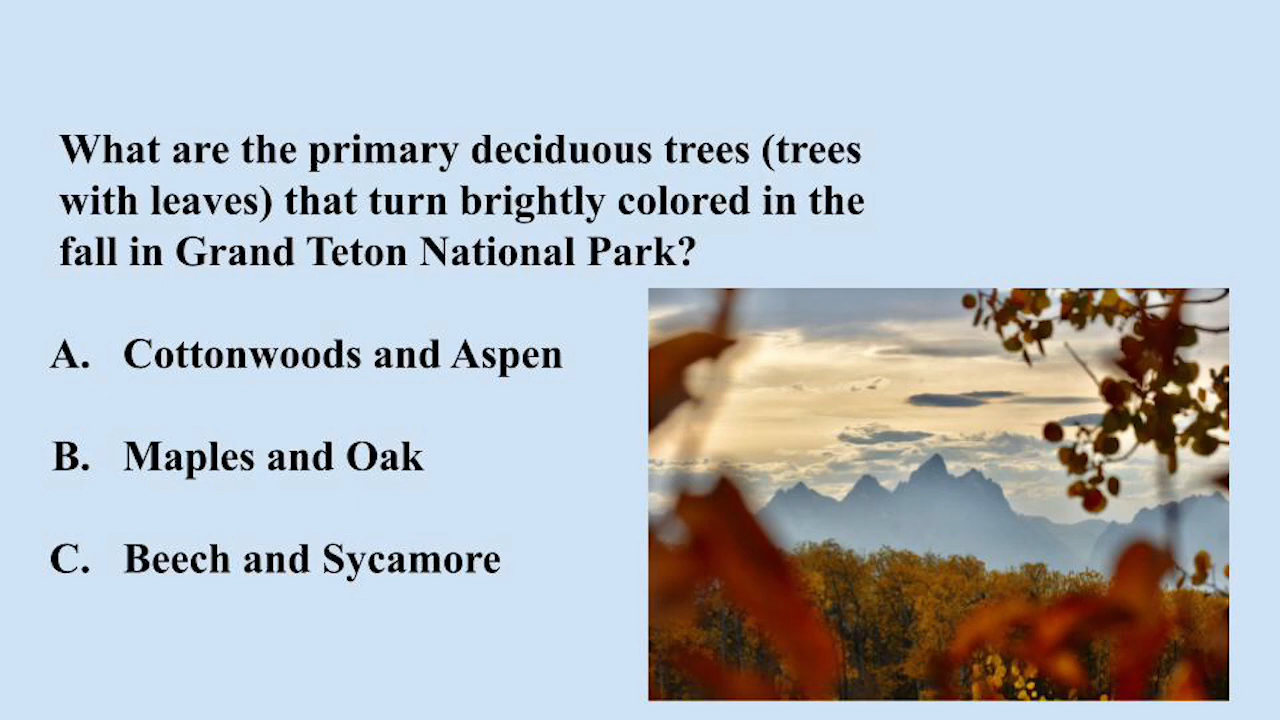 What are the primary deciduous trees (trees
with leaves) that turn brightly colored in the
fall in Grand Teton National Park?
A. Cottonwoods and Aspen
B. Maples and Oak
C. Beech and Sycamore